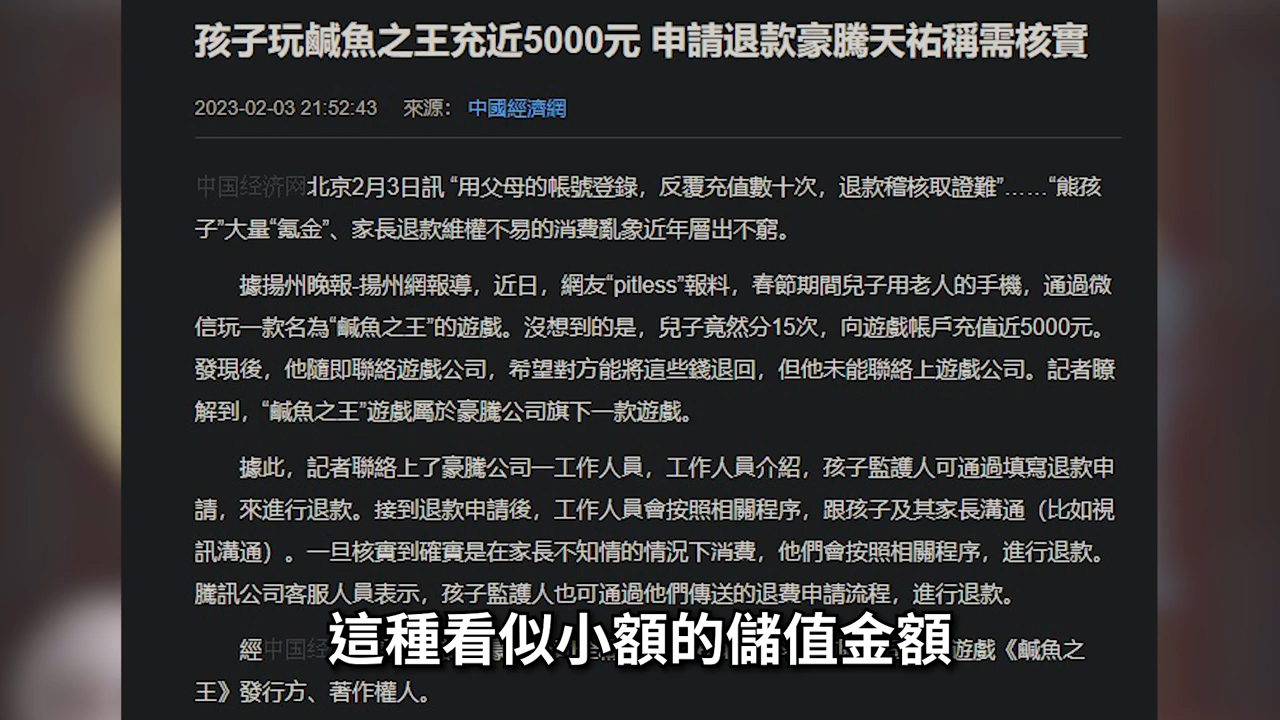 孩子玩鹹魚之王充近5000元 申請退款豪騰天祐稱需核實
2023-02-03 21:52:43 來源： 中國經濟網
中国经济网北京2月3日訊 “用父母的帳號登錄，反覆充值數十次，退款稽核取證難”……“熊孩
子”大量“氪金”、家長退款維權不易的消費亂象近年層出不窮。
據揚州晚報-揚州網報導，近日，網友“pitless”報料，春節期間兒子用老人的手機，通過微
信玩一款名為“鹹魚之王”的遊戲。沒想到的是，兒子竟然分15次，向遊戲帳戶充值近5000元。
發現後，他隨即聯絡遊戲公司，希望對方能將這些錢退回，但他未能聯絡上遊戲公司。記者瞭
解到，“鹹魚之王”遊戲屬於豪騰公司旗下一款遊戲。
據此，記者聯絡上了豪騰公司一工作人員，工作人員介紹，孩子監護人可通過填寫退款申
請，來進行退款。接到退款申請後，工作人員會按照相關程序，跟孩子及其家長溝通（比如視
訊溝通）。一旦核實到確實是在家長不知情的情況下消費，他們會按照相關程序，進行退款。
騰訊公司客服人員表示，孩子監護人也可通過他們傳送的退費申請流程，進行退款。
經中国经
這種看似小額的儲值金額
遊戲《鹹魚之
王》發行方、著作權人。